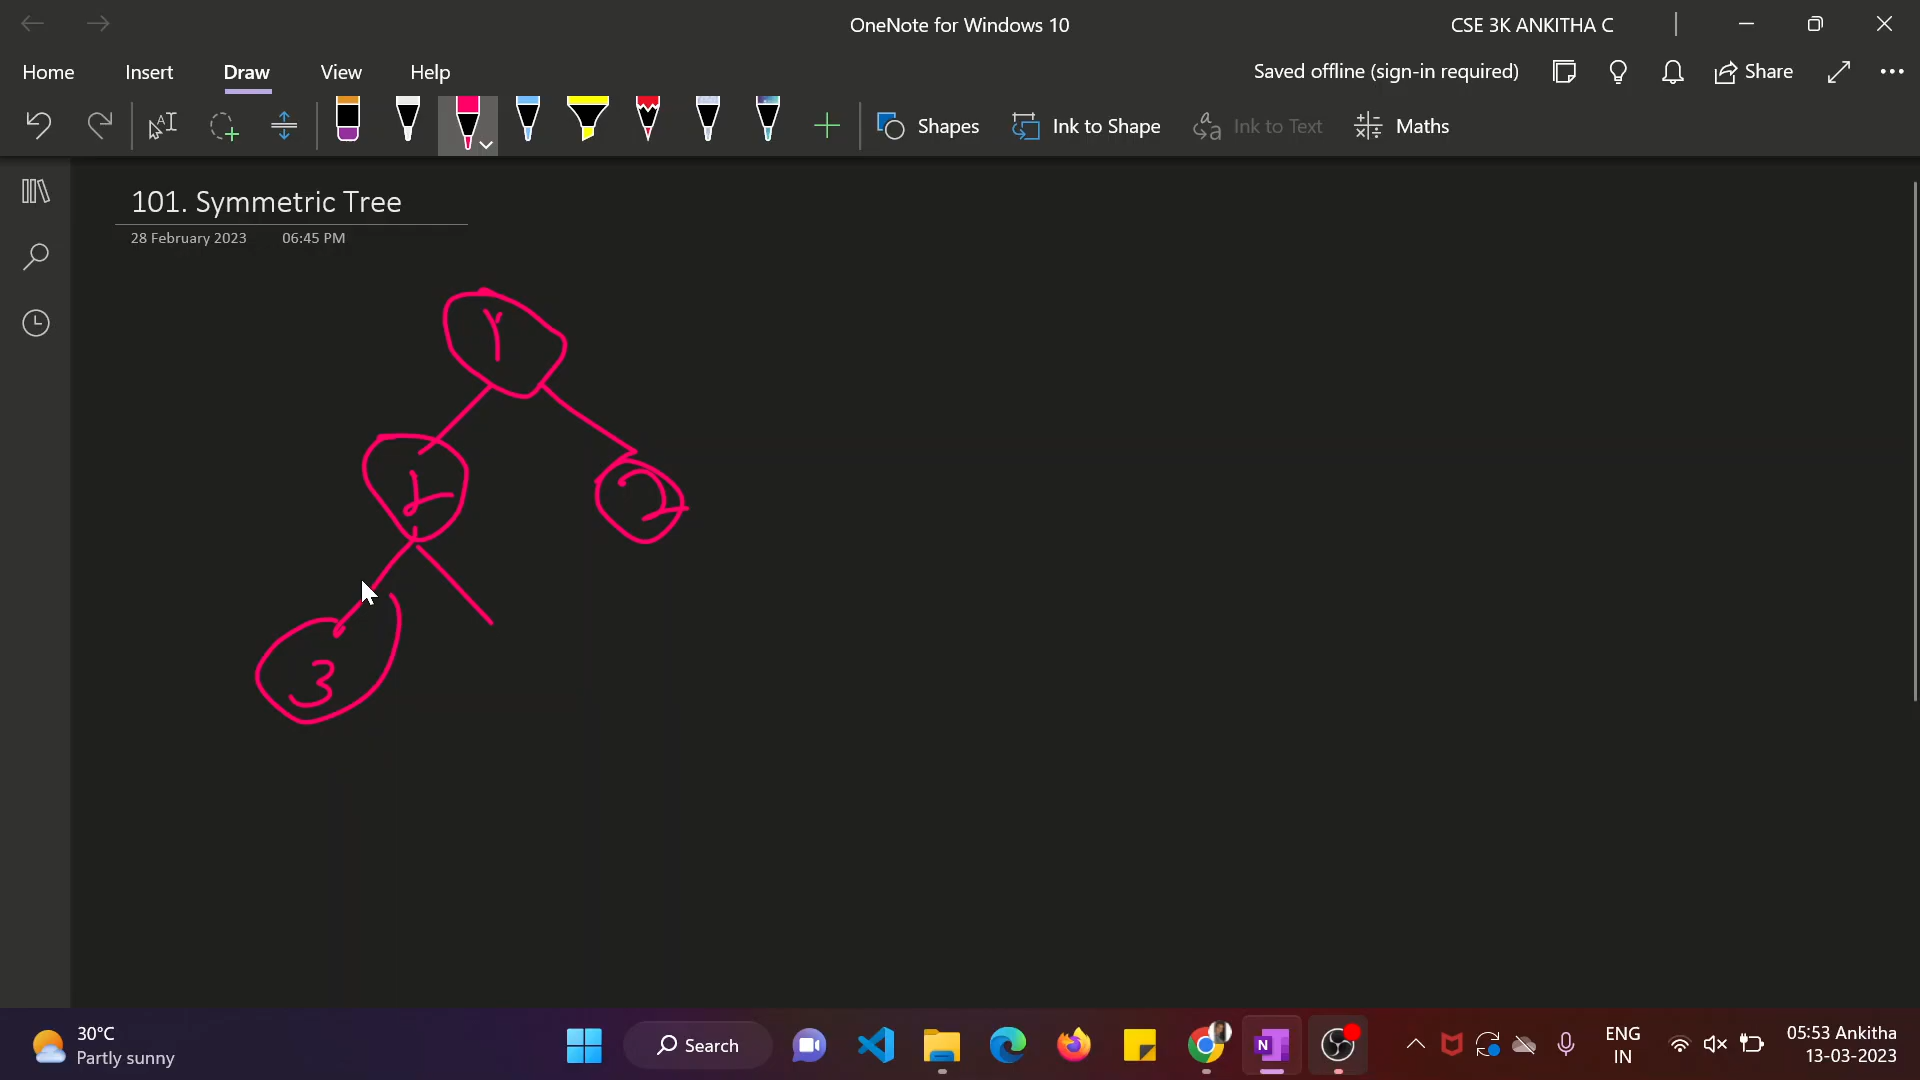 OneNote for Windows 10
CSE 3K ANKITHA C
Home Insert Draw View Help
Saved offline (sign-in required)
Share
Shapes
Ink to Shape
Ink to Text
Maths
101. Symmetric Tree
28 February 2023 06:45 PM
1
2 2
3
30°C
Partly sunny
Search
ENG
IN
05:53 Ankitha
13-03-2023